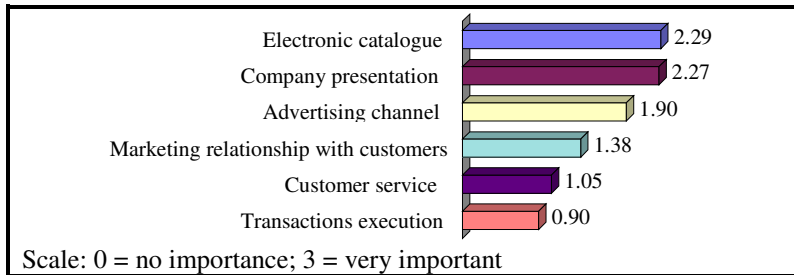 Electronic catalogue 2.29
Company presentation 2.27
Advertising channel 1.90
Marketing relationship with customers 1.38
Customer service 1.05
Transactions execution 0.90
Scale: 0 = no importance; 3 = very important